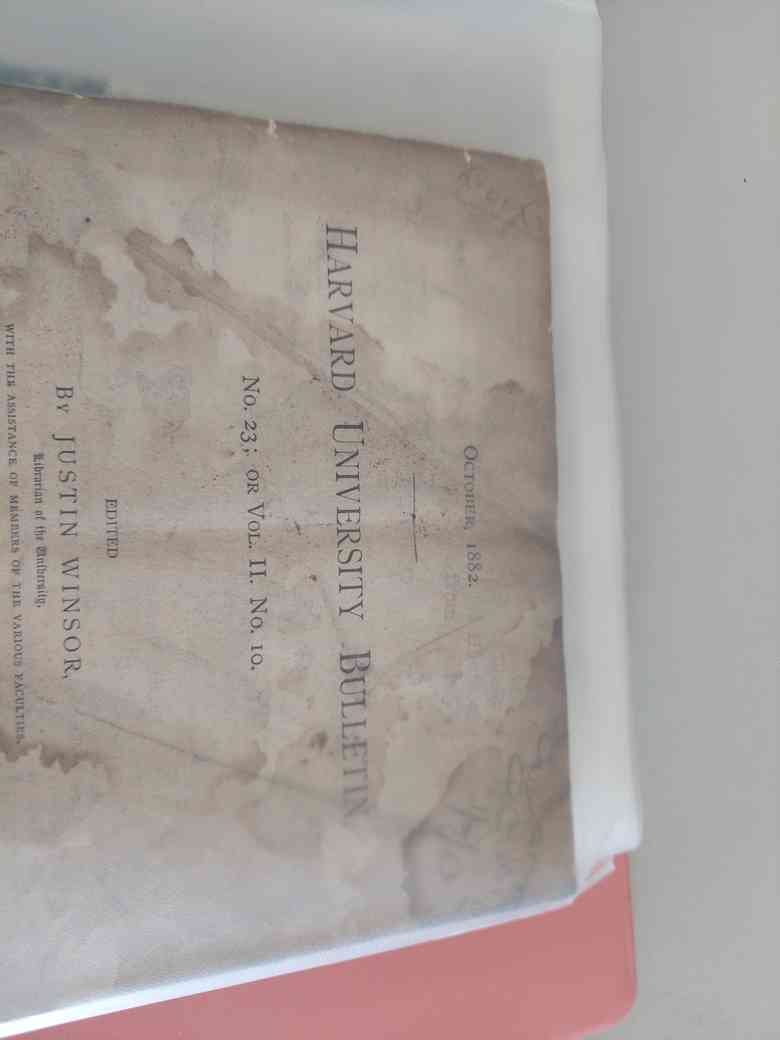 OCTOBER, 1882.
HARVARD UNIVERSITY BULLETIN
No. 23; OR VOL. II. No. 10.
EDITED
By JUSTIN WINSOR,
Librarian of the University,
WITH THE ASSISTANCE OF MEMBERS OF THE VARIOUS FACULTIES.